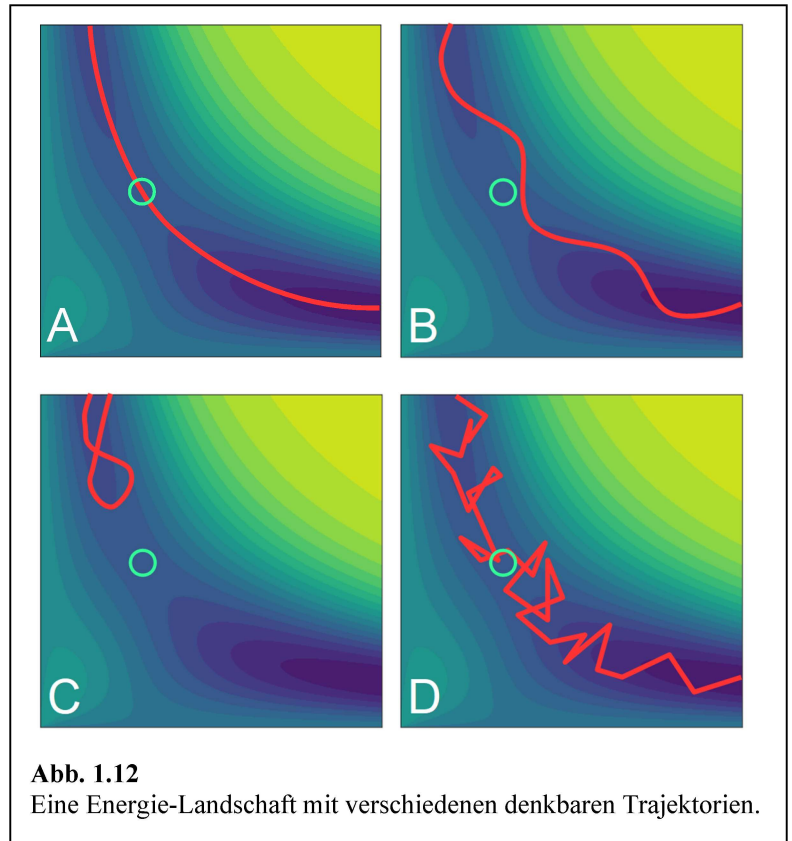 A
B
C
D
Abb. 1.12
Eine Energie-Landschaft mit verschiedenen denkbaren Trajektorien.